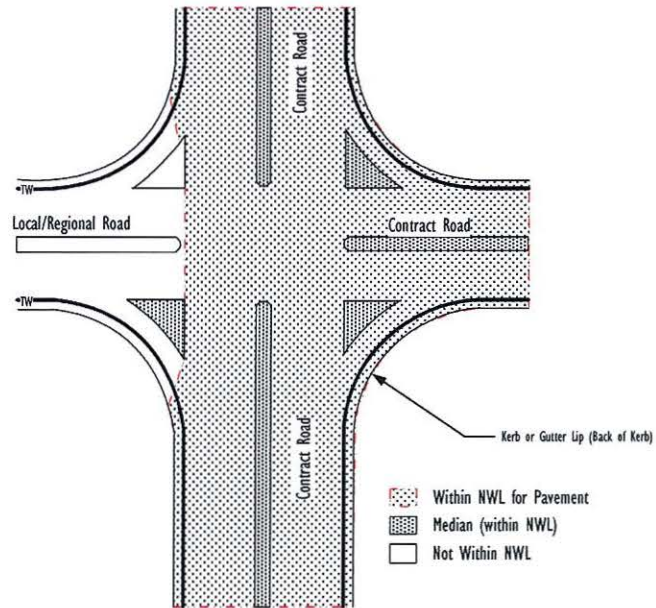 Contract Road
TW
Local/Regional Road
Contract Road
TW
Contract Road
Kerb or Gutter Lip (Back of Kerb)
Within NWL for Pavement
Median (within NWL)
Not Within NWL